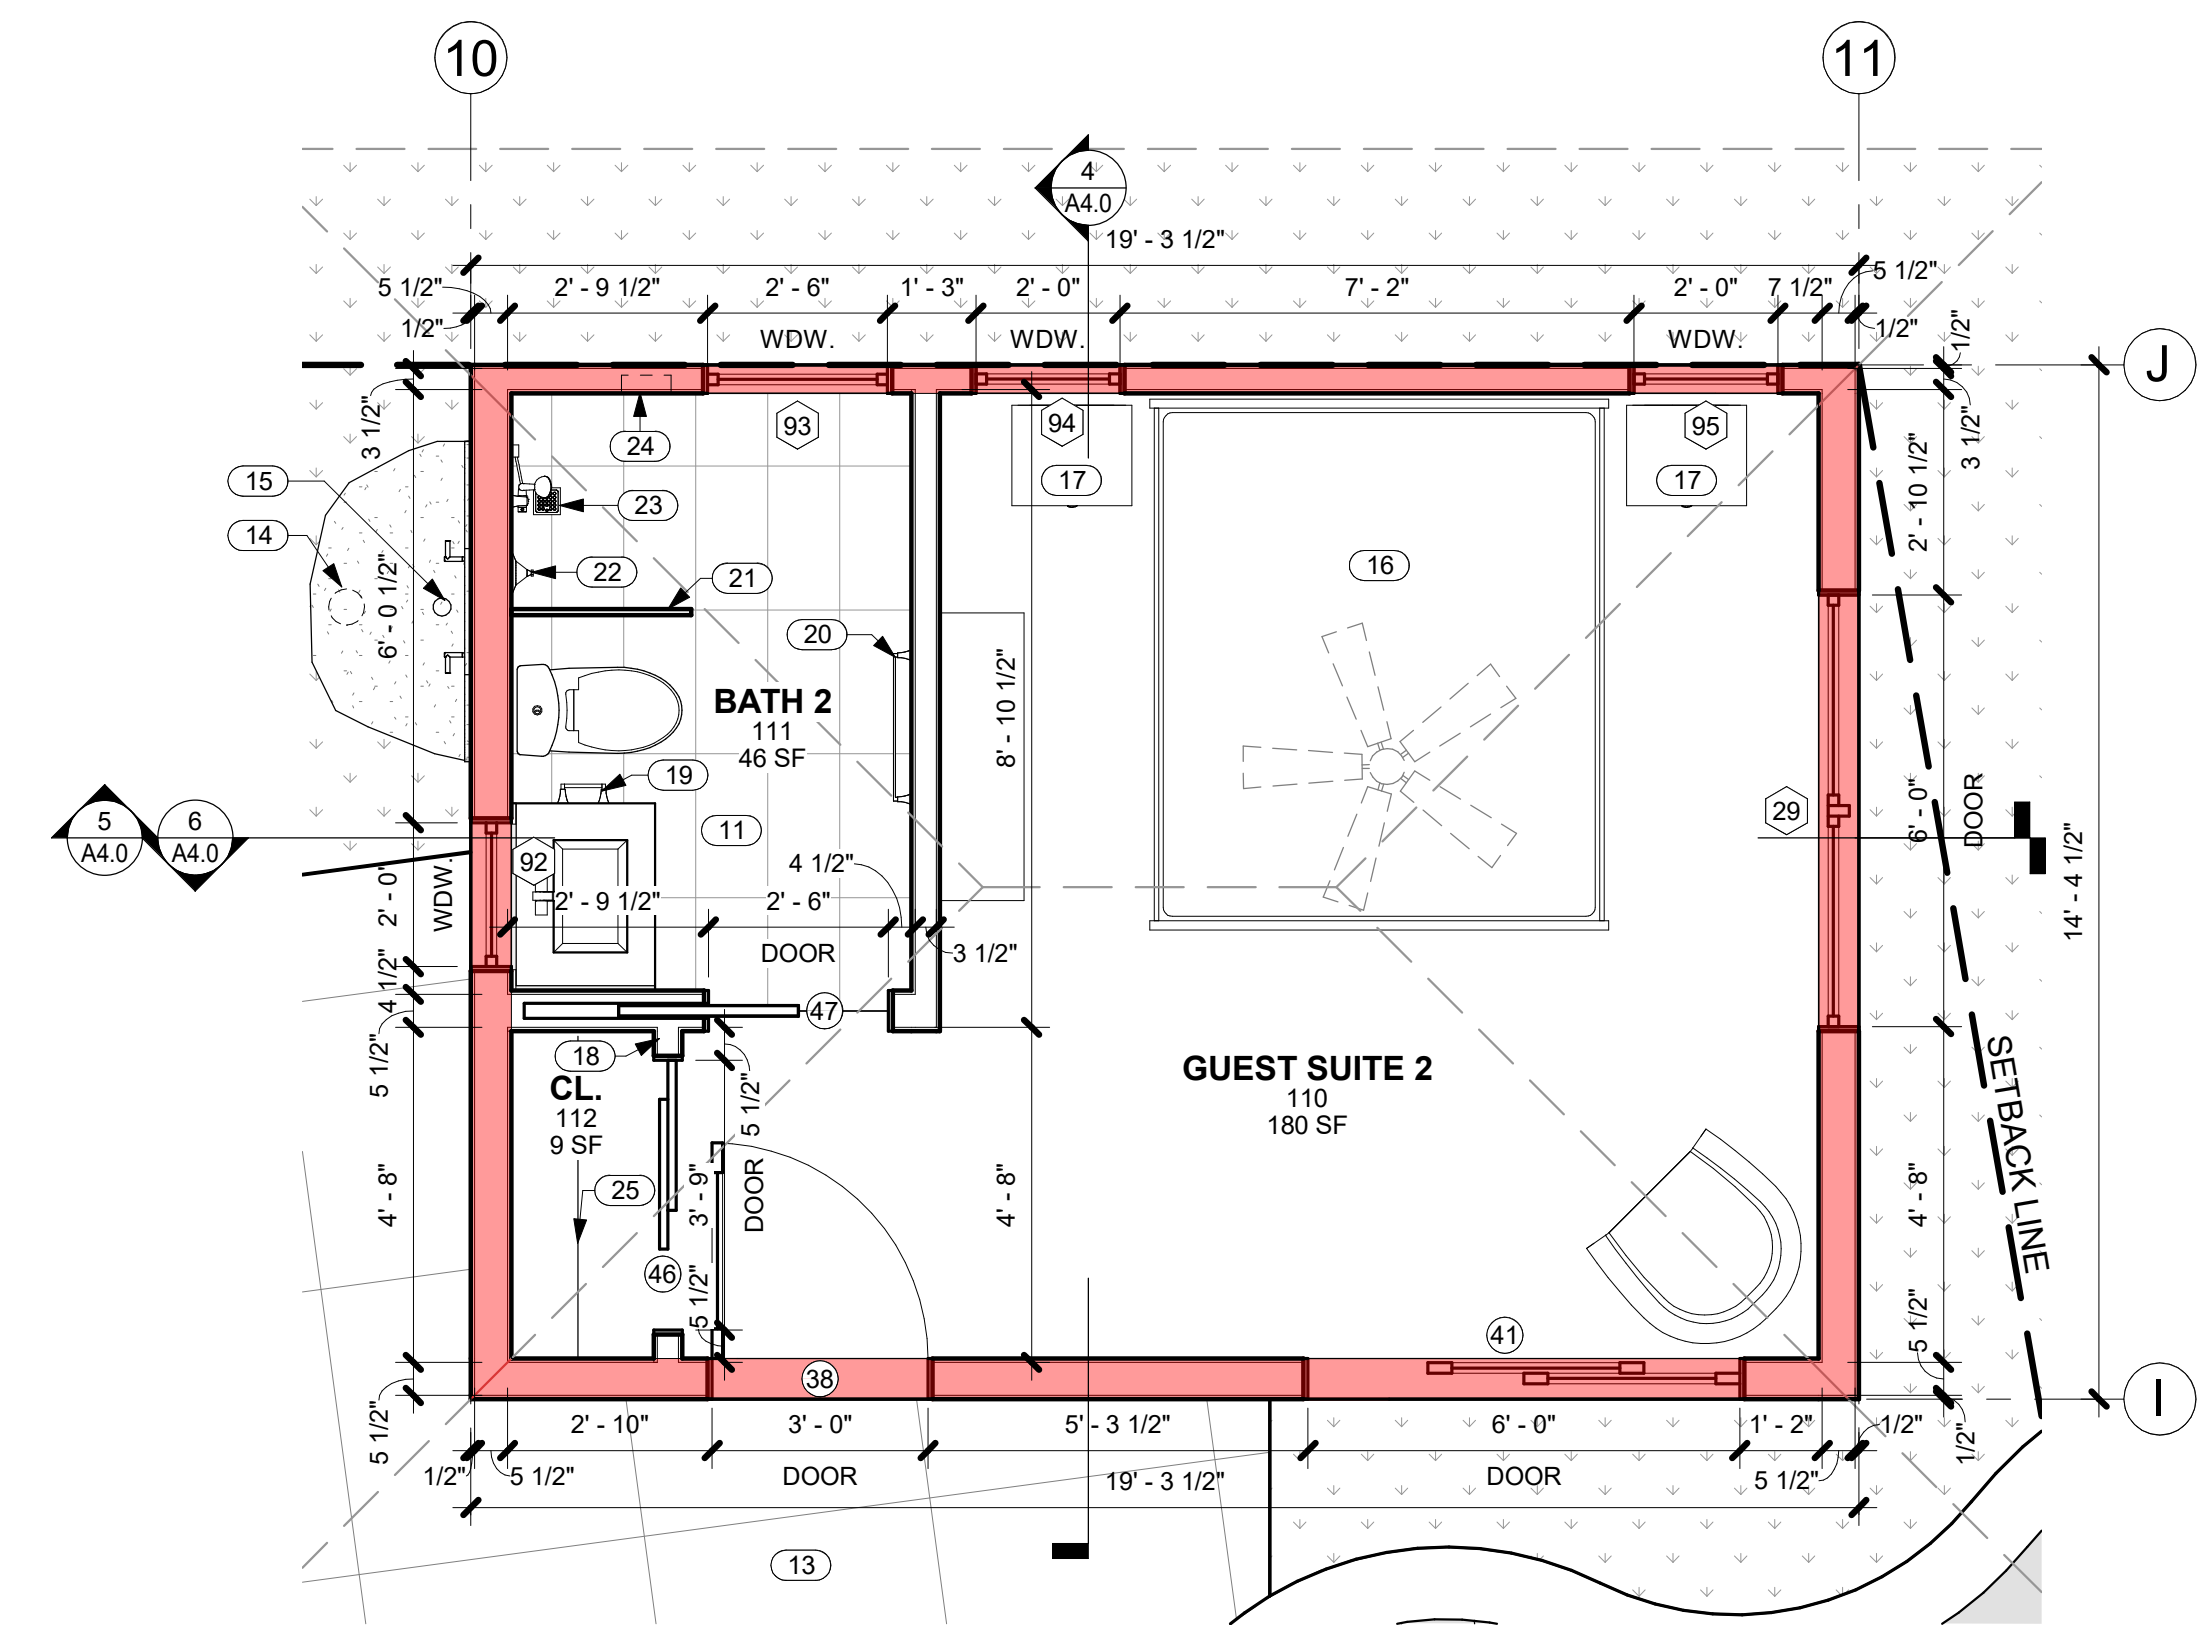 10
11
4
A4.0
19' - 3 1/2"
5 1/2"
2' - 9 1/2"
2' - 6"
1' - 3"
2' - 0"
7' - 2"
2' - 0"
7 1/2"
5 1/2"
1/2"
WDW.
WDW.
WDW.
1/2"
1/2"
J
3 1/2"
3 1/2"
24
93
94
95
17
17
15
23
2' - 10 1/2"
14
22
21
16
6' - 0 1/2"
20
BATH 2
111
46 SF
8' - 10 1/2"
19
11
29
6' - 0"
DOOR
5
A4.0
6
A4.0
92
4 1/2"
14' - 4 1/2"
2' - 0"
WDW.
2' - 9 1/2"
2' - 6"
DOOR
3 1/2"
4 1/2"
47
5 1/2"
18
CL.
112
9 SF
5 1/2"
GUEST SUITE 2
110
180 SF
SETBACK LINE
4' - 8"
25
3' - 9"
DOOR
4' - 8"
4' - 8"
46
5 1/2"
41
5 1/2"
38
I
5 1/2"
2' - 10"
3' - 0"
5' - 3 1/2"
6' - 0"
1' - 2"
1/2"
1/2"
1/2"
5 1/2"
DOOR
19' - 3 1/2"
DOOR
5 1/2"
13